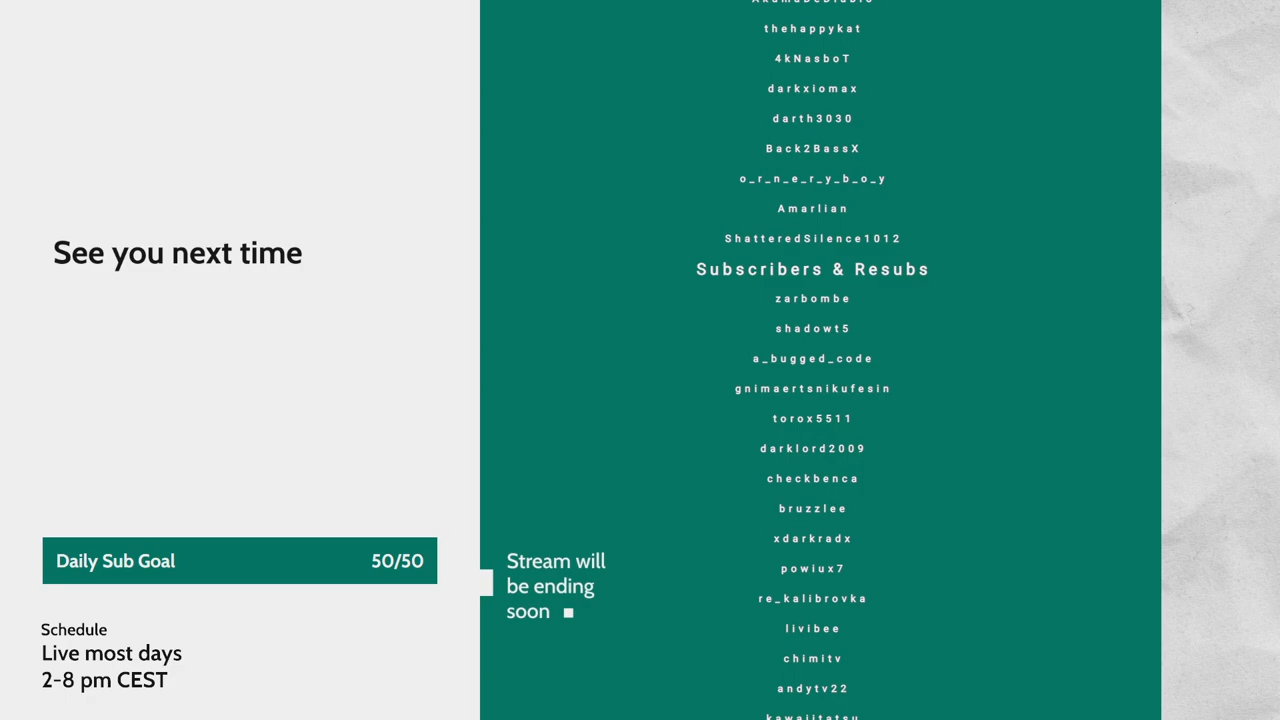 See you next time
Daily Sub Goal 50/50
Schedule
Live most days
2-8 pm CEST
thehappykat
4kNasboT
darkxiomax
darth3030
Back2BassX
o_r_n_e_r_y_b_o_y
Amarlian
ShatteredSilence1012
Subscribers & Resubs
zarbombe
shadowt5
a_bugged_code
gnimaertsnikufesin
torox5511
darklord2009
checkbenca
bruzzlee
xdarkradx
powiux7
re_kalibrovka
livibee
chimitv
andytv22
kawaiitatsu
Stream will
be ending
soon